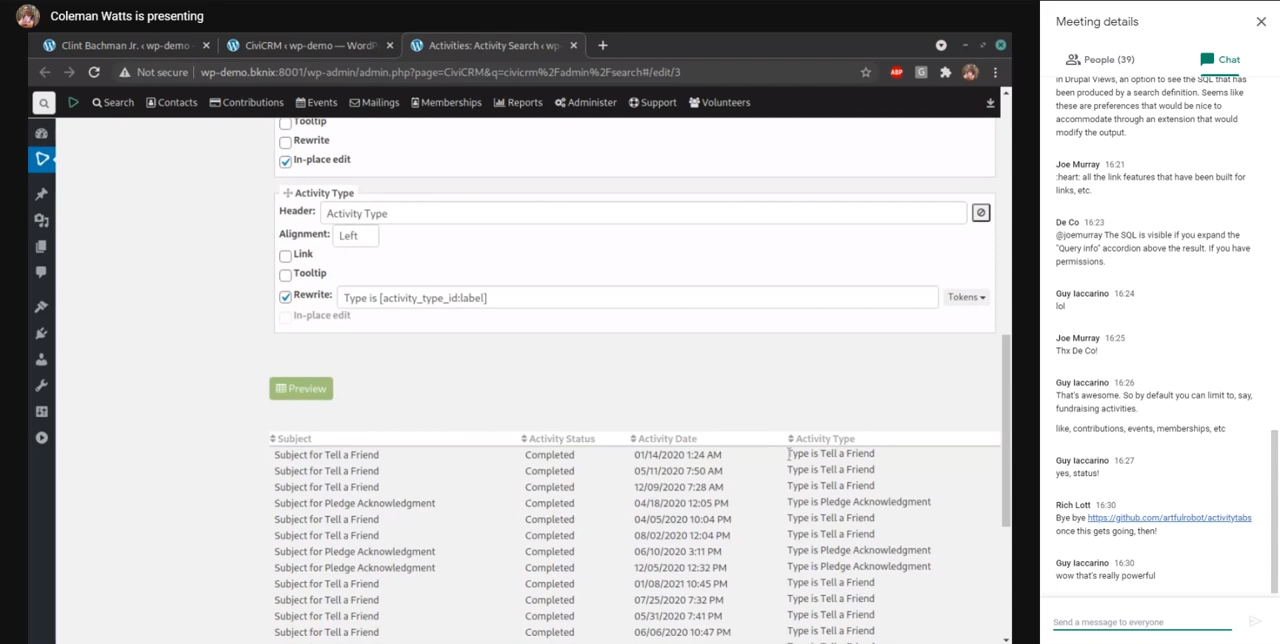 Coleman Watts is presenting
Clint Bachman Jr. ‹ wp-demo
CiviCRM ‹ wp-demo — WordP
Activities: Activity Search ‹ wp
Not secure
wp-demo.bknix:8001/wp-admin/admin.php?page=CiviCRM&q=civicrm%2Fadmin%2Fsearch#/edit/3
ABP
G
Search Contacts Contributions Events Mailings Memberships Reports Administer Support Volunteers
Tooltip
Rewrite
In-place edit
Activity Type
Header: Activity Type
Alignment: Left
Link
Tooltip
Rewrite: Type is [activity_type_id:label] Tokens
In-place edit
Preview
Subject Activity Status Activity Date Activity Type
Subject for Tell a Friend Completed 01/14/2020 1:24 AM Type is Tell a Friend
Subject for Tell a Friend Completed 05/11/2020 7:50 AM Type is Tell a Friend
Subject for Tell a Friend Completed 12/09/2020 7:28 AM Type is Tell a Friend
Subject for Pledge Acknowledgment Completed 04/18/2020 12:05 PM Type is Pledge Acknowledgment
Subject for Tell a Friend Completed 04/05/2020 10:04 PM Type is Tell a Friend
Subject for Tell a Friend Completed 08/02/2020 12:04 PM Type is Tell a Friend
Subject for Pledge Acknowledgment Completed 06/10/2020 3:11 PM Type is Pledge Acknowledgment
Subject for Pledge Acknowledgment Completed 12/05/2020 12:32 PM Type is Pledge Acknowledgment
Subject for Tell a Friend Completed 01/08/2021 10:45 PM Type is Tell a Friend
Subject for Tell a Friend Completed 07/25/2020 7:32 PM Type is Tell a Friend
Subject for Tell a Friend Completed 05/31/2020 7:41 PM Type is Tell a Friend
Subject for Tell a Friend Completed 06/06/2020 10:47 PM Type is Tell a Friend
Meeting details
People (39)
Chat
in Drupal Views, an option to see the SQL that has
been produced by a search definition. Seems like
these are preferences that would be nice to
accommodate through an extension that would
modify the output.
Joe Murray 16:21
:heart: all the link features that have been built for
links, etc.
De Co 16:23
@joemurray The SQL is visible if you expand the
"Query info" accordion above the result. If you have
permissions.
Guy Iaccarino 16:24
lol
Joe Murray 16:25
Thx De Co!
Guy Iaccarino 16:26
That's awesome. So by default you can limit to, say,
fundraising activities.
like, contributions, events, memberships, etc
Guy Iaccarino 16:27
yes, status!
Rich Lott 16:30
Bye bye https://github.com/artfulrobot/activitytabs
once this gets going, then!
Guy Iaccarino 16:30
wow that's really powerful
Send a message to everyone